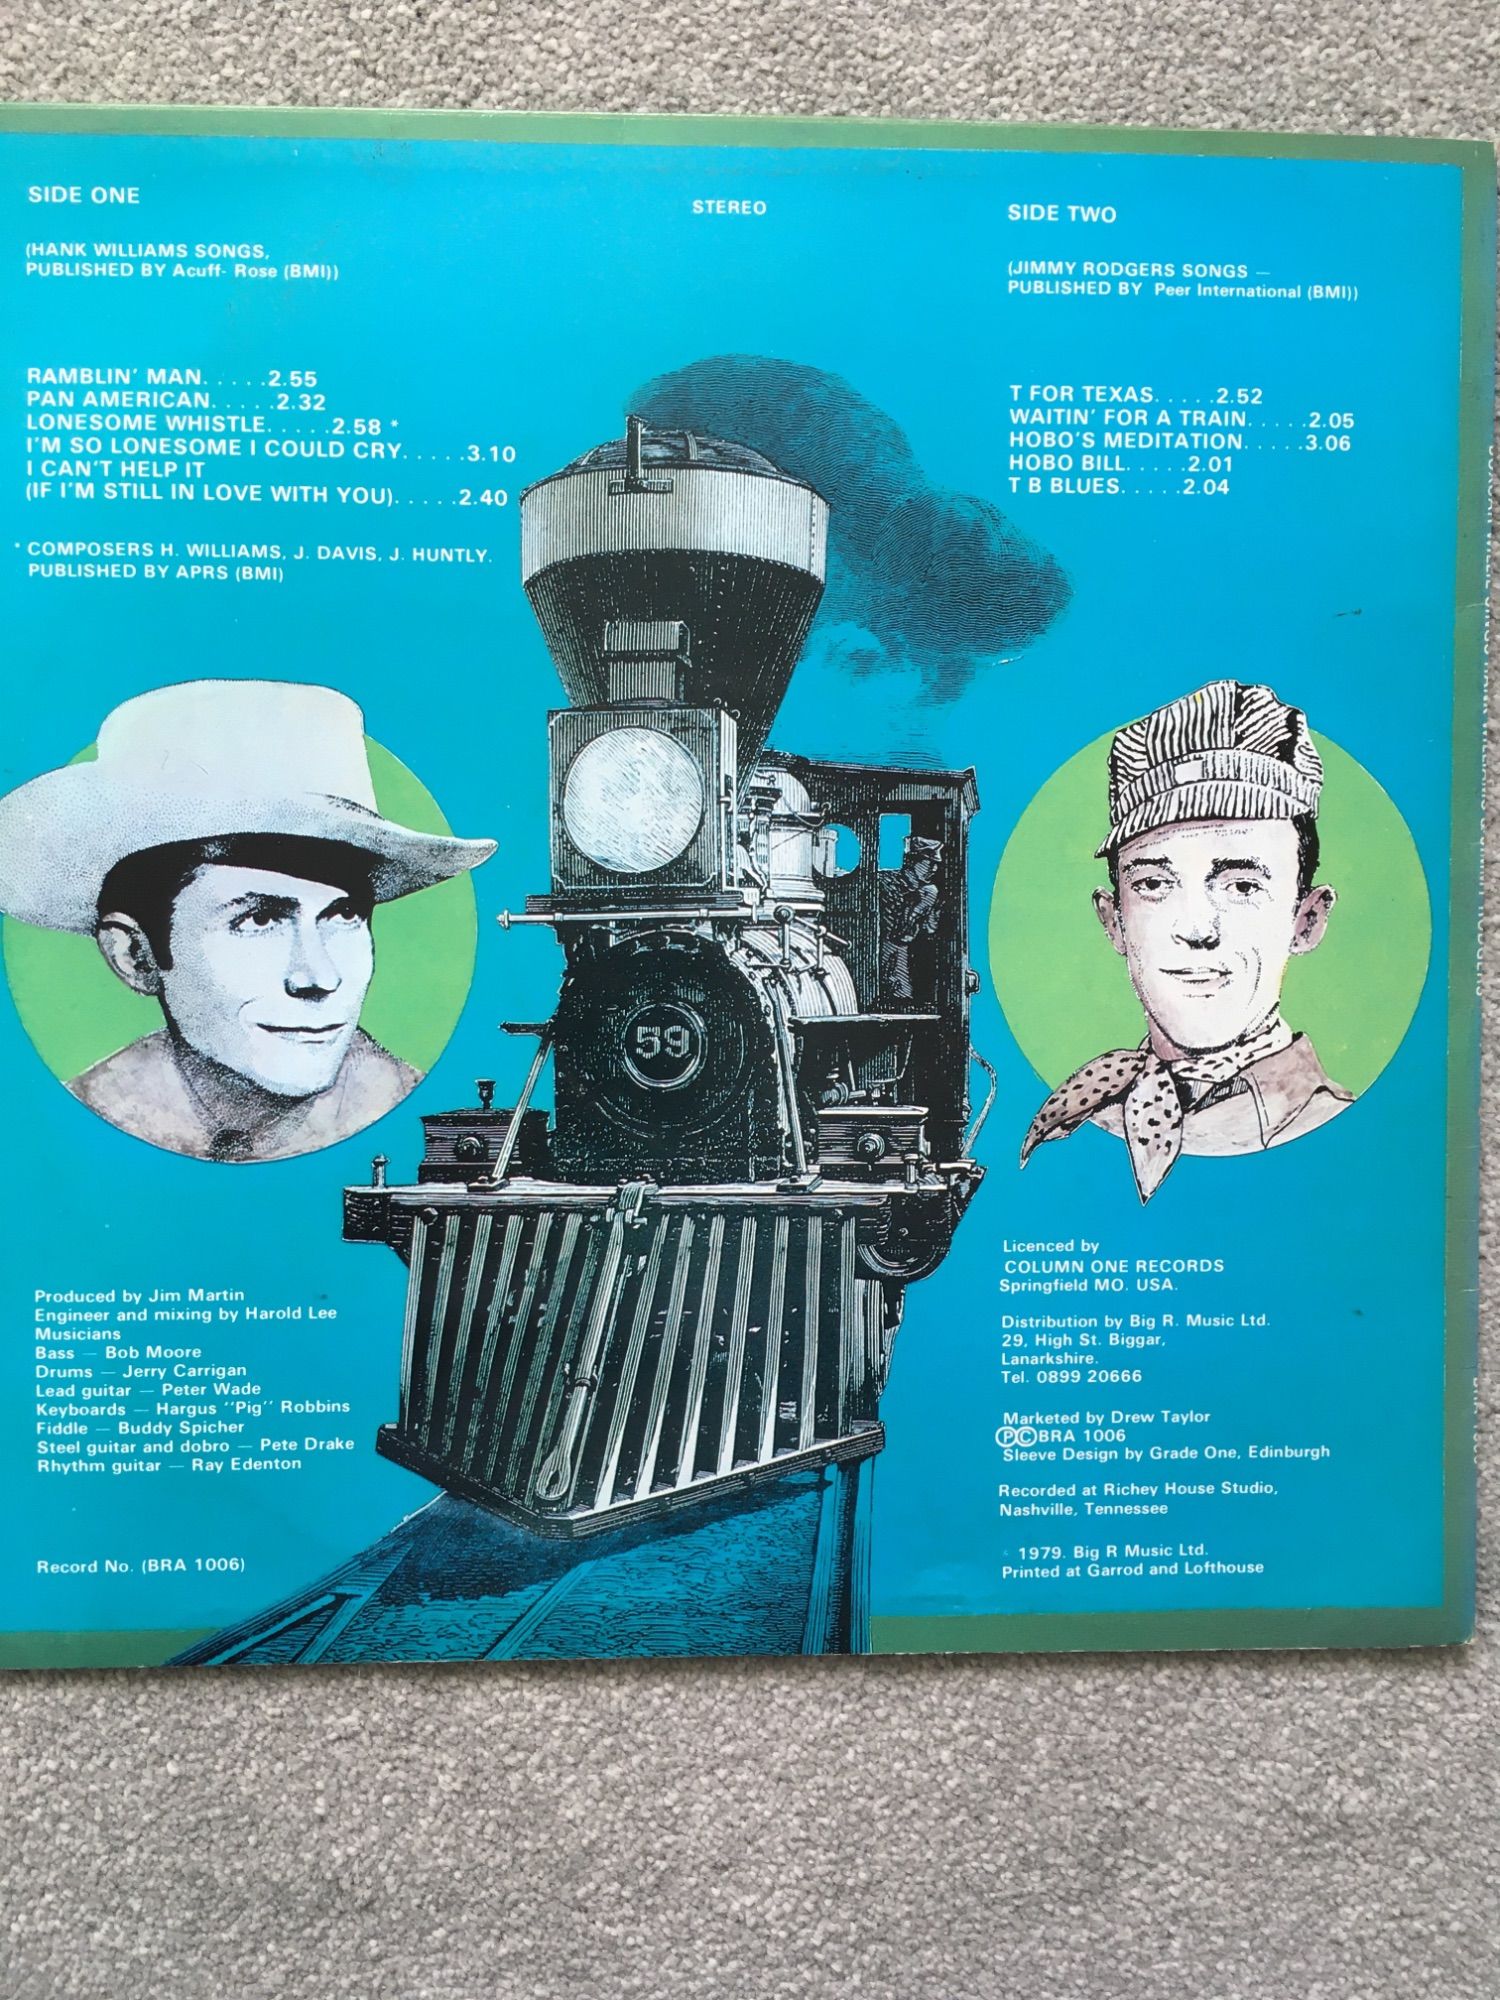 SIDE ONE
(HANK WILLIAMS SONGS,
PUBLISHED BY Acuff- Rose (BMI))
RAMBLIN' MAN. . . . .2.55
PAN AMERICAN. . . . .2.32
LONESOME WHISTLE. . . . .2.58 *
I'M SO LONESOME I COULD CRY. . . . .3.10
I CAN'T HELP IT
(IF I'M STILL IN LOVE WITH YOU). . . . .2.40
* COMPOSERS H. WILLIAMS, J. DAVIS, J. HUNTLY.
PUBLISHED BY APRS (BMI)
STEREO
SIDE TWO
(JIMMY RODGERS SONGS —
PUBLISHED BY Peer International (BMI))
T FOR TEXAS. . . . .2.52
WAITIN' FOR A TRAIN. . . . .2.05
HOBO'S MEDITATION. . . . .3.06
HOBO BILL. . . . .2.01
T B BLUES. . . . .2.04
59
Produced by Jim Martin
Engineer and mixing by Harold Lee
Musicians
Bass — Bob Moore
Drums — Jerry Carrigan
Lead guitar — Peter Wade
Keyboards — Hargus "Pig" Robbins
Fiddle — Buddy Spicher
Steel guitar and dobro — Pete Drake
Rhythm guitar — Ray Edenton
Record No. (BRA 1006)
Licenced by
COLUMN ONE RECORDS
Springfield MO. USA.
Distribution by Big R. Music Ltd.
29, High St. Biggar,
Lanarkshire.
Tel. 0899 20666
Marketed by Drew Taylor
ⓅⒸBRA 1006
Sleeve Design by Grade One, Edinburgh
Recorded at Richey House Studio,
Nashville, Tennessee
1979. Big R Music Ltd.
Printed at Garrod and Lofthouse